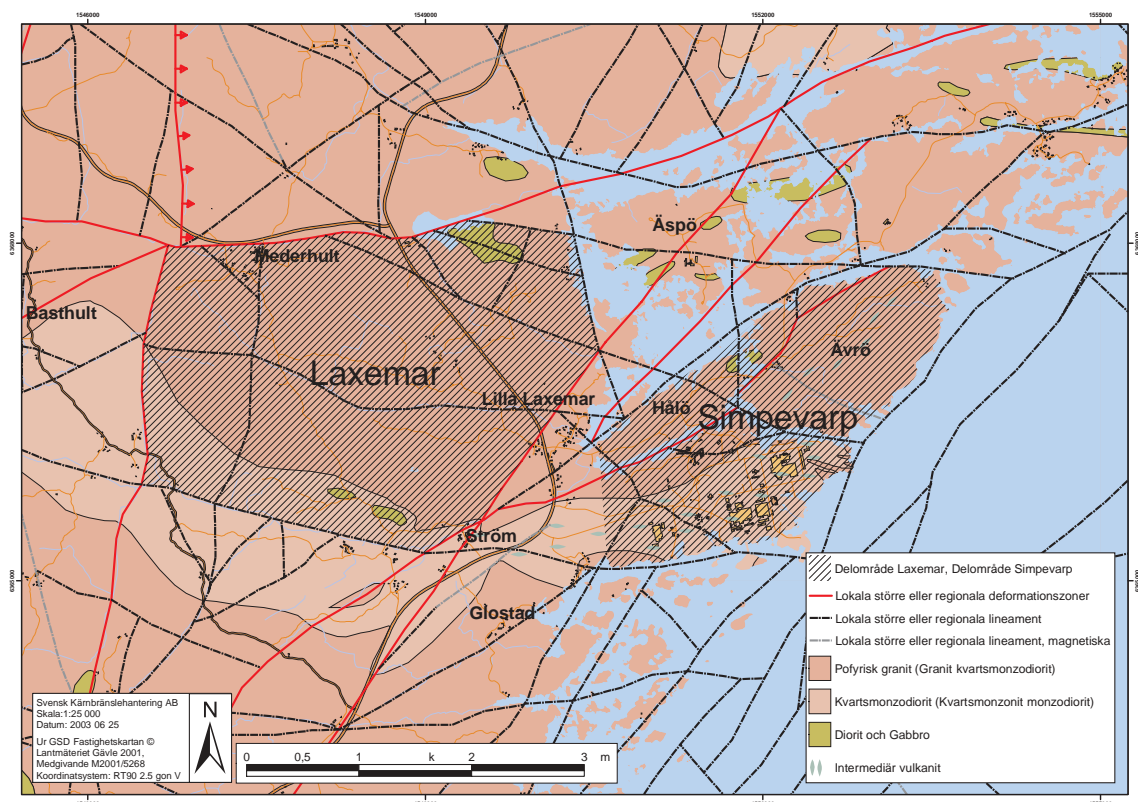 1546000
1549000
1552000
1555000
Mederhult
Äspö
Basthult
Laxemar
Ävrö
Lilla Laxemar
Hålö
Simpevarp
Ström
Glostad
Svensk Kärnbränslehantering AB
Skala:1:25 000
Datum: 2003 06 25
Ur GSD Fastighetskartan ©
Lantmäteriet Gävle 2001,
Medgivande M2001/5268
Koordinatsystem: RT90 2.5 gon V
N
0 0,5 1 k 2 3 m
Delområde Laxemar, Delområde Simpevarp
Lokala större eller regionala deformationszoner
Lokala större eller regionala lineament
Lokala större eller regionala lineament, magnetiska
Pofyrisk granit (Granit kvartsmonzodiorit)
Kvartsmonzodiorit (Kvartsmonzonit monzodiorit)
Diorit och Gabbro
Intermediär vulkanit